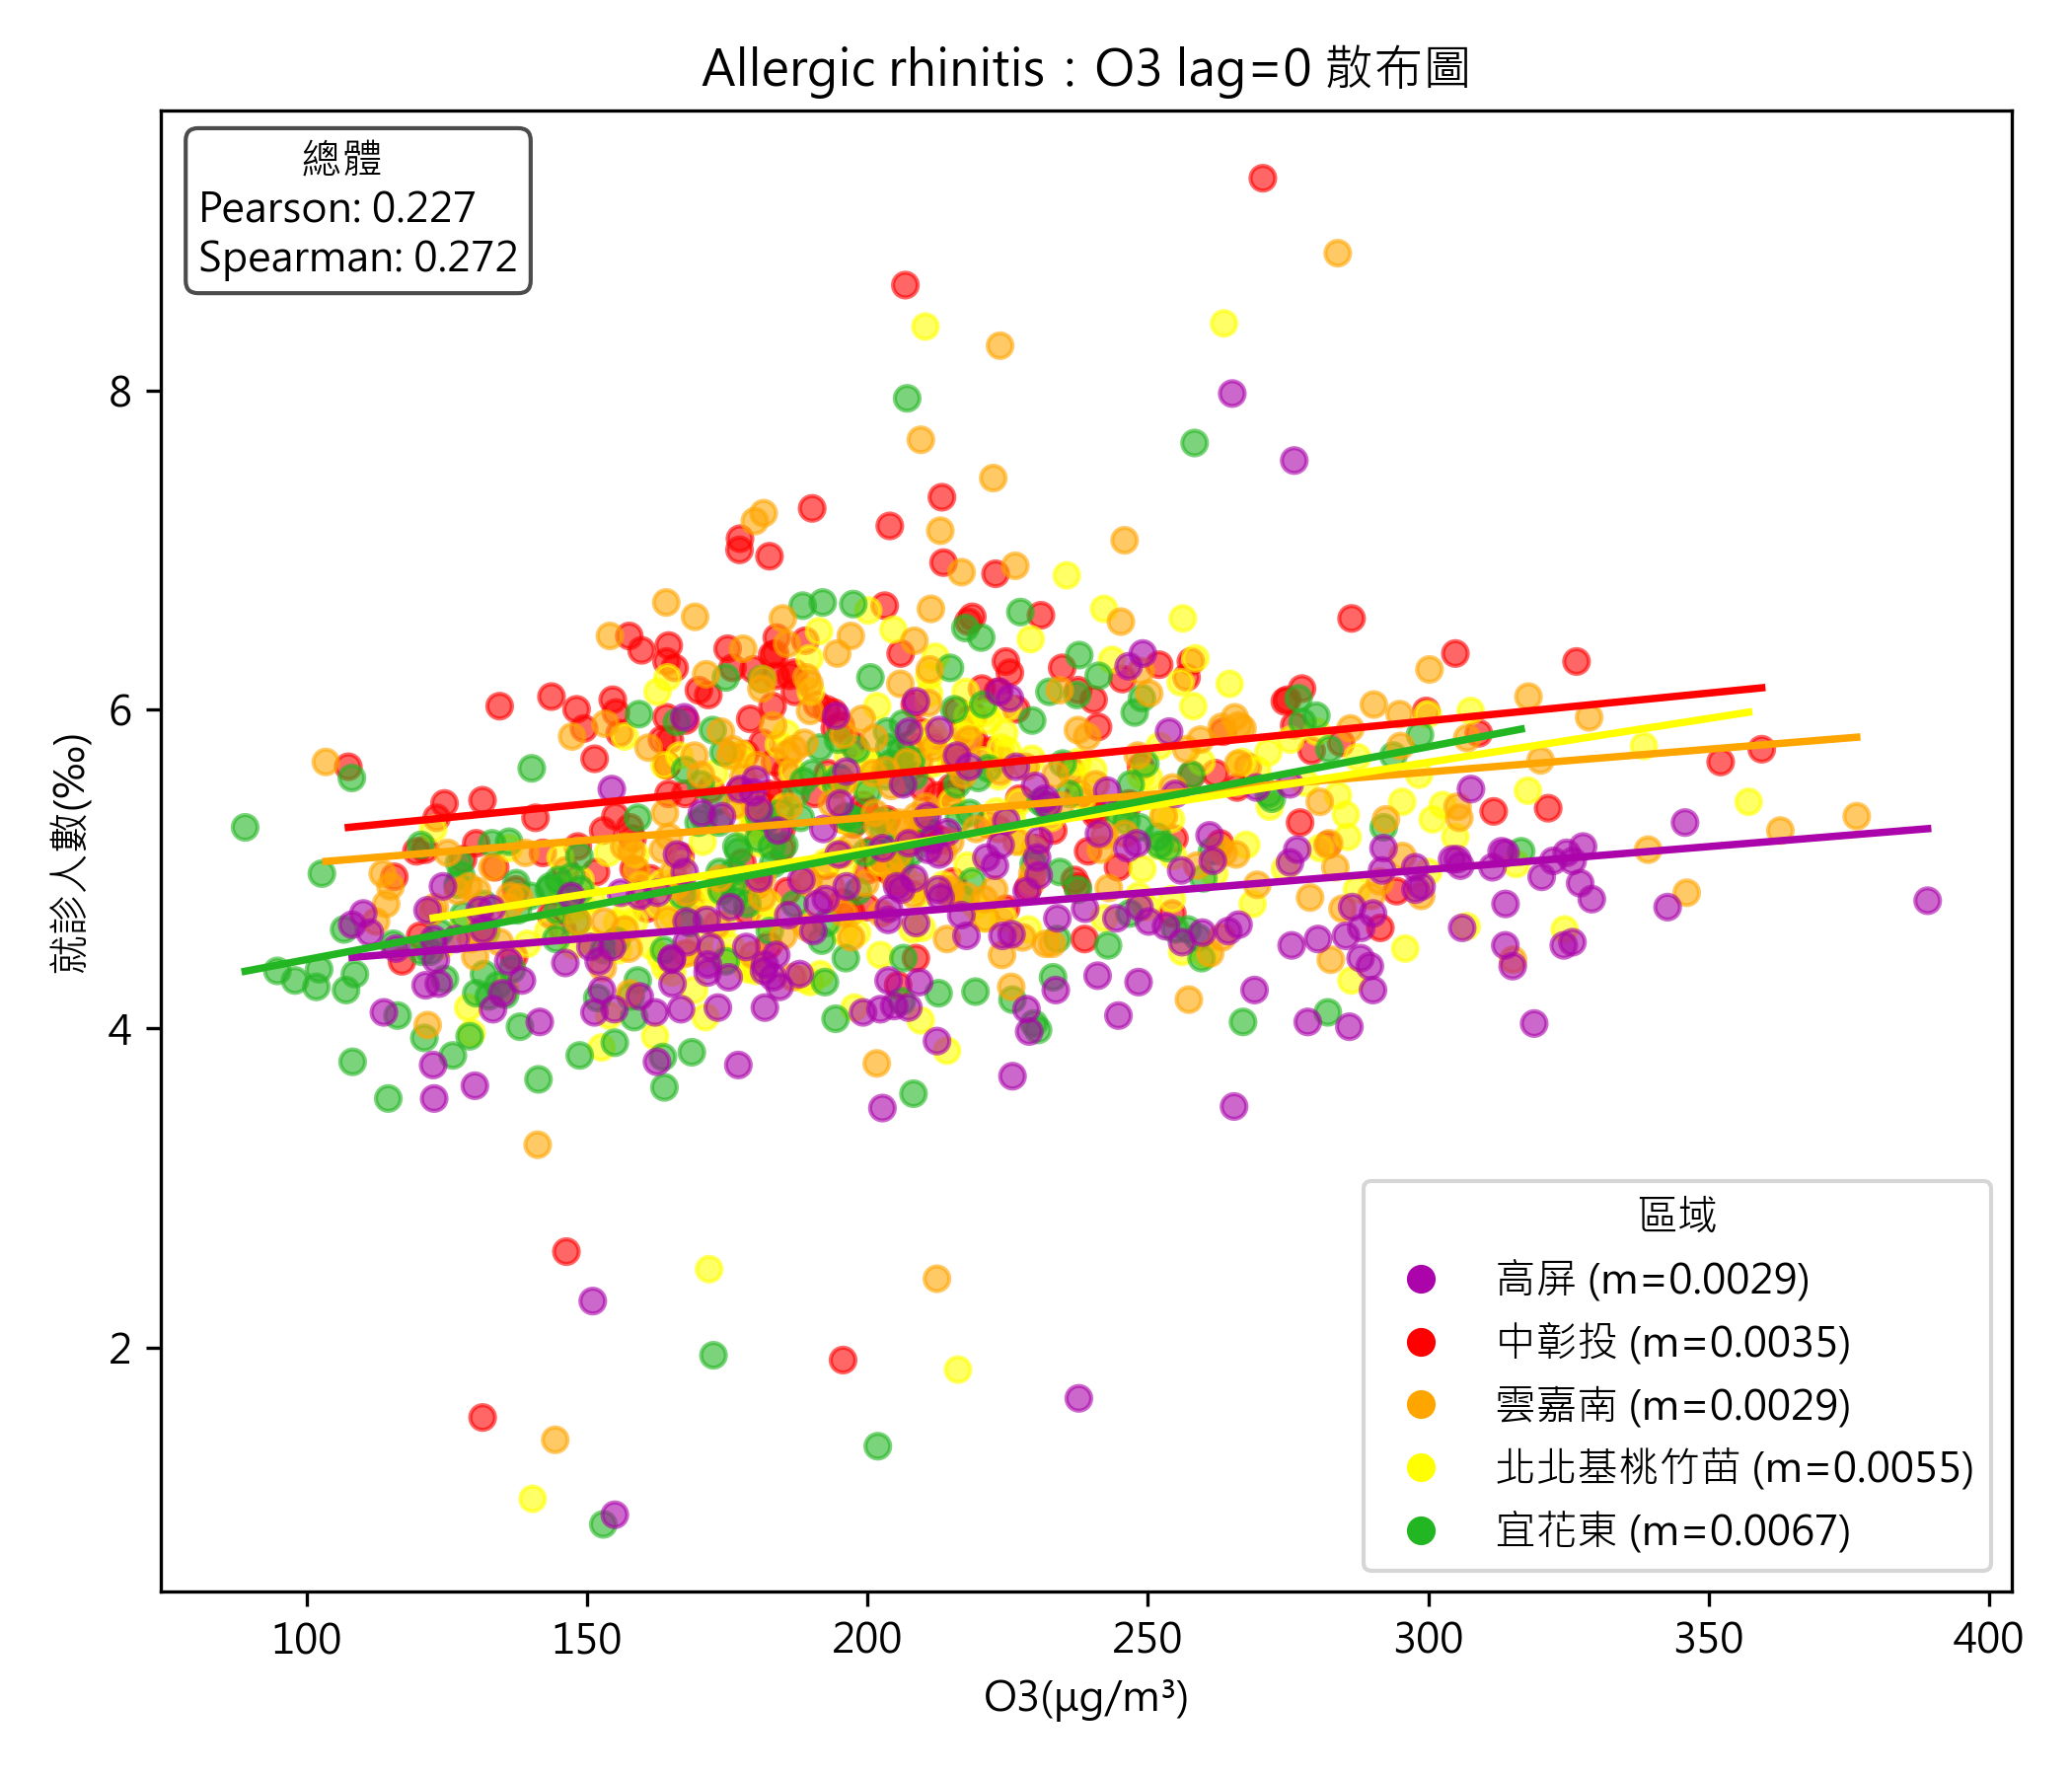 Allergic rhinitis：O3 lag=0 散布圖
總體
Pearson: 0.227
Spearman: 0.272
就診人數(‰)
8
6
4
2
區域
高屏 (m=0.0029)
中彰投 (m=0.0035)
雲嘉南 (m=0.0029)
北北基桃竹苗 (m=0.0055)
宜花東 (m=0.0067)
100 150 200 250 300 350 400
O3(μg/m³)